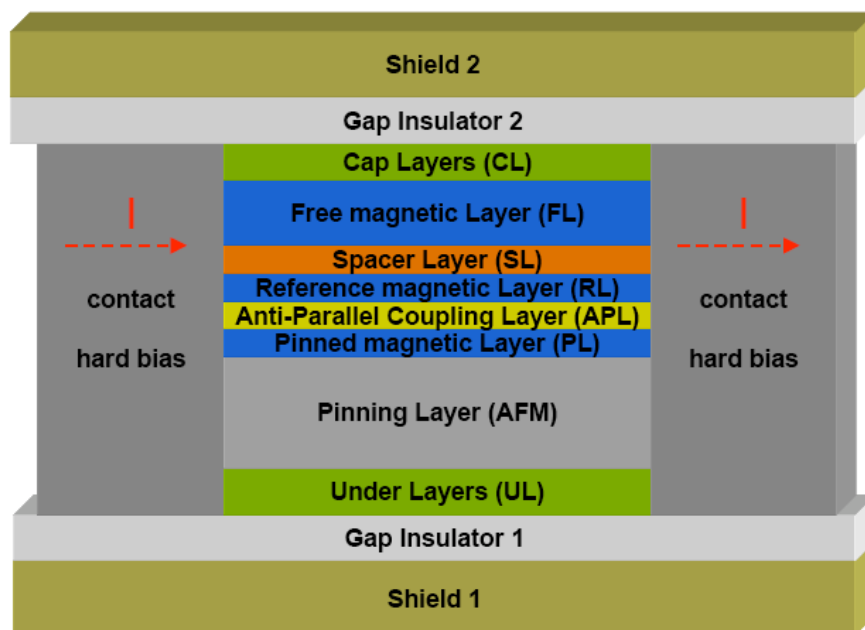 Shield 2
Gap Insulator 2
Cap Layers (CL)
I
Free magnetic Layer (FL)
I
Spacer Layer (SL)
contact
Reference magnetic Layer (RL)
contact
Anti-Parallel Coupling Layer (APL)
hard bias
Pinned magnetic Layer (PL)
hard bias
Pinning Layer (AFM)
Under Layers (UL)
Gap Insulator 1
Shield 1